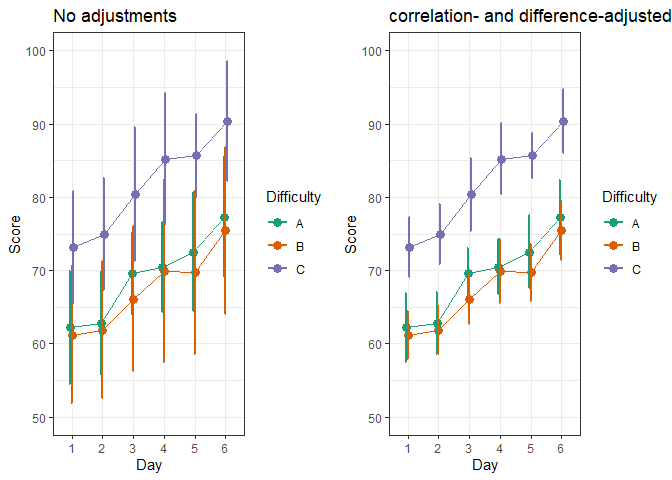 No adjustments
100
90
80
70
60
50
Score
1 2 3 4 5 6
Day
Difficulty
A
B
C
correlation- and difference-adjusted
100
90
80
70
60
50
Score
1 2 3 4 5 6
Day
Difficulty
A
B
C